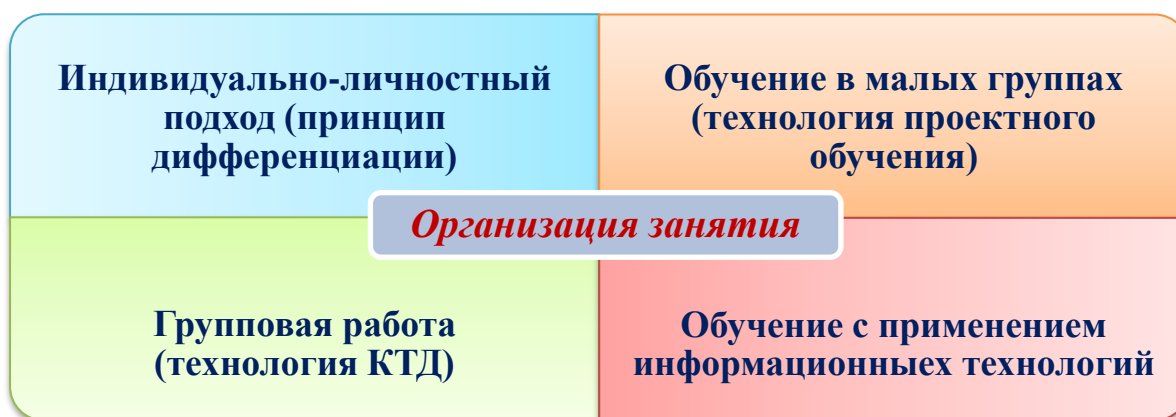 Индивидуально-личностный
подход (принцип
дифференциации)
Обучение в малых группах
(технология проектного
обучения)
Организация занятия
Групповая работа
(технология КТД)
Обучение с применением
информационныех технологий